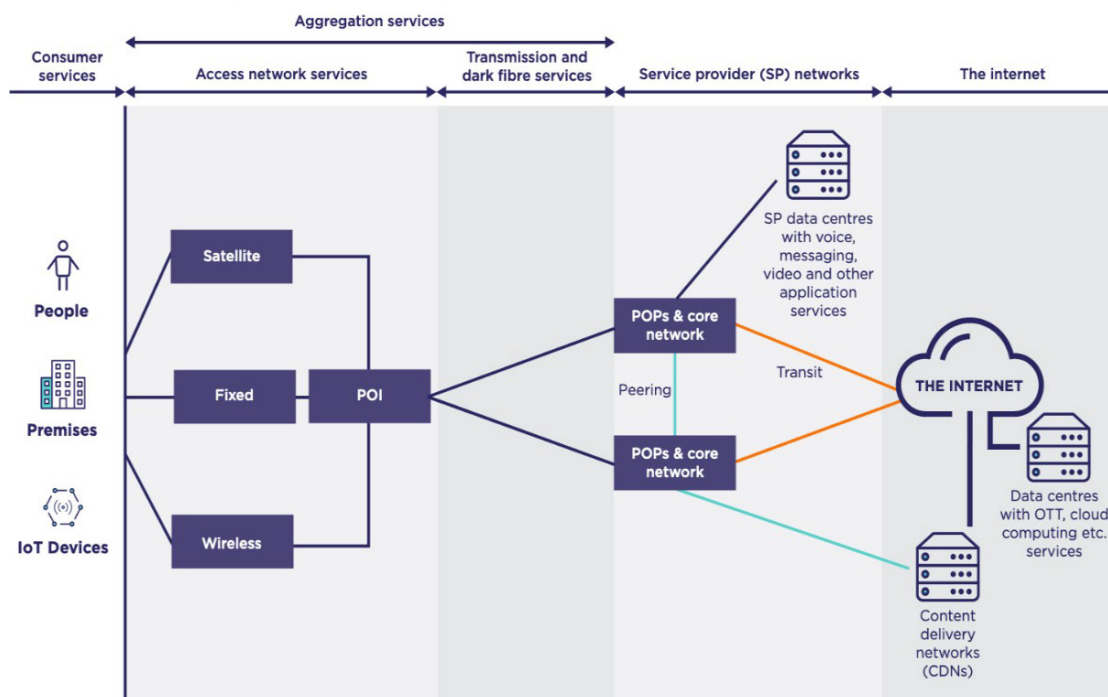 Aggregation services
Consumer
services
Access network services
Transmission and
dark fibre services
Service provider (SP) networks
The internet
People
Premises
IoT Devices
Satellite
Fixed
Wireless
POI
POPs & core
network
Peering
POPs & core
network
Transit
SP data centres
with voice,
messaging,
video and other
application
services
THE INTERNET
Data centres
with OTT, cloud
computing etc.
services
Content
delivery
networks
(CDNs)